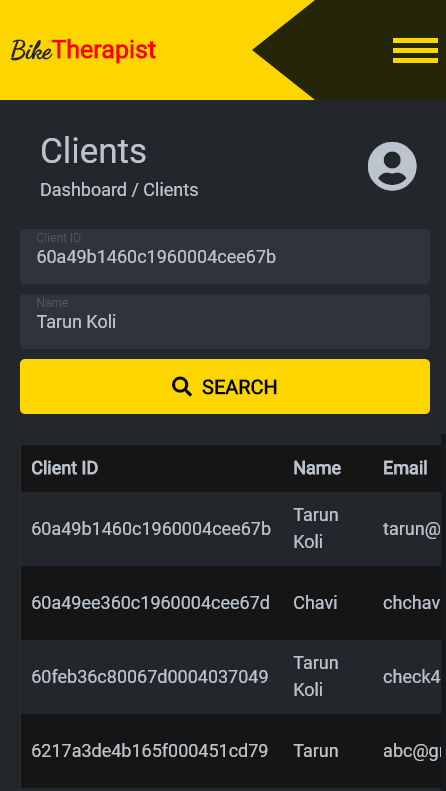 BikeTherapist
Clients
Dashboard / Clients
Client ID
60a49b1460c1960004cee67b
Name
Tarun Koli
SEARCH
Client ID Name Email
60a49b1460c1960004cee67b Tarun Koli tarun@
60a49ee360c1960004cee67d Chavi chchav
60feb36c80067d0004037049 Tarun Koli check4
6217a3de4b165f000451cd79 Tarun abc@g